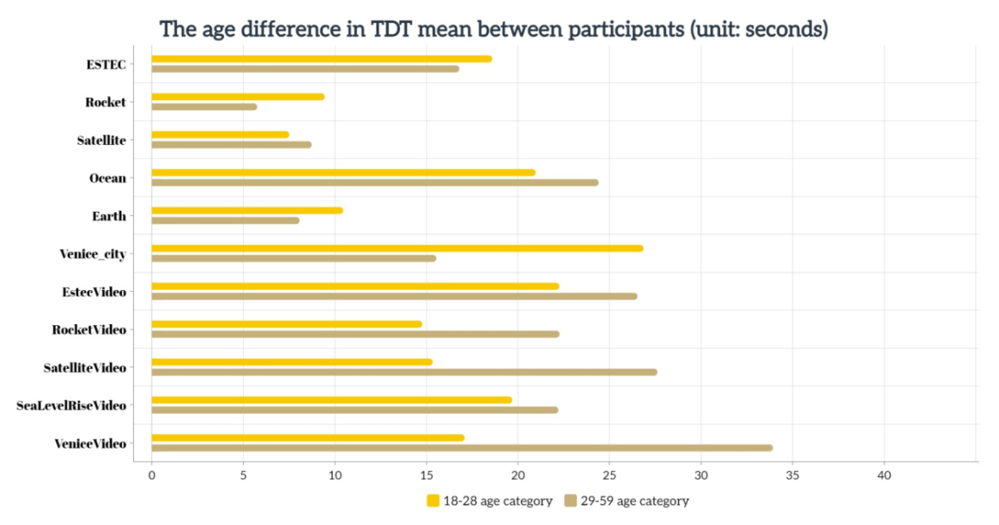 The age difference in TDT mean between participants (unit: seconds)
ESTEC
Rocket
Satellite
Ocean
Earth
Venice_city
EstecVideo
RocketVideo
SatelliteVideo
SeaLevelRiseVideo
VeniceVideo
0 5 10 15 20 25 30 35 40
18-28 age category 29-59 age category